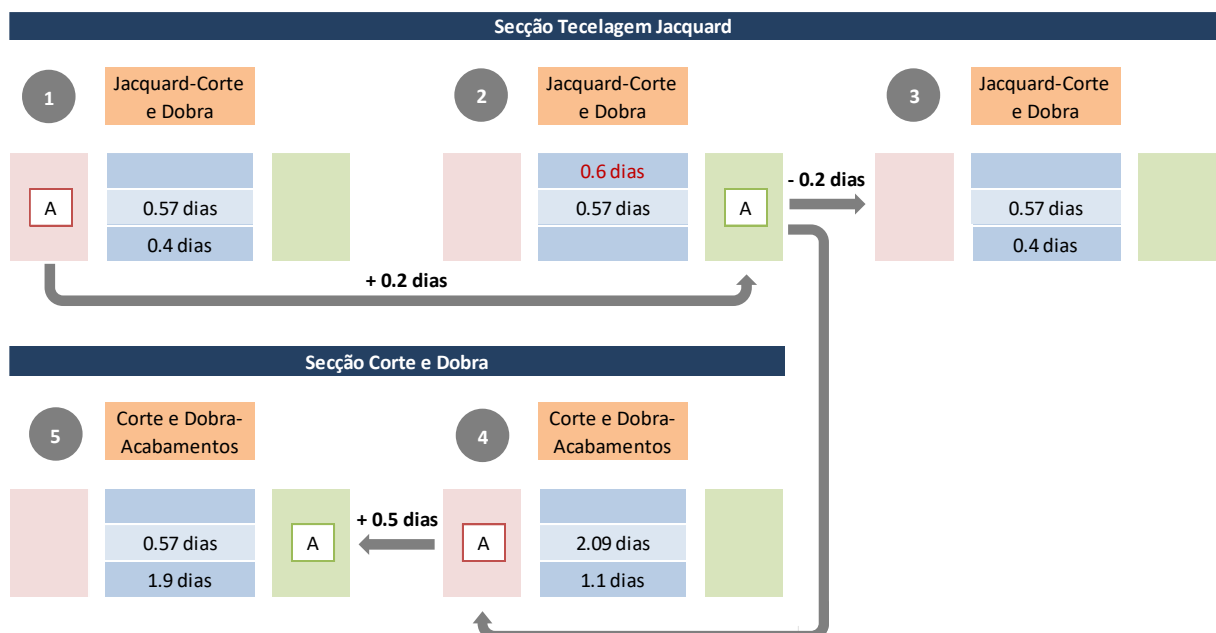 Secção Tecelagem Jacquard
1
Jacquard-Corte
e Dobra
2
Jacquard-Corte
e Dobra
3
Jacquard-Corte
e Dobra
A
0.57 dias
0.4 dias
0.6 dias
0.57 dias
A
- 0.2 dias
0.57 dias
0.4 dias
+ 0.2 dias
Secção Corte e Dobra
5
Corte e Dobra-
Acabamentos
4
Corte e Dobra-
Acabamentos
0.57 dias
1.9 dias
A
+ 0.5 dias
A
2.09 dias
1.1 dias